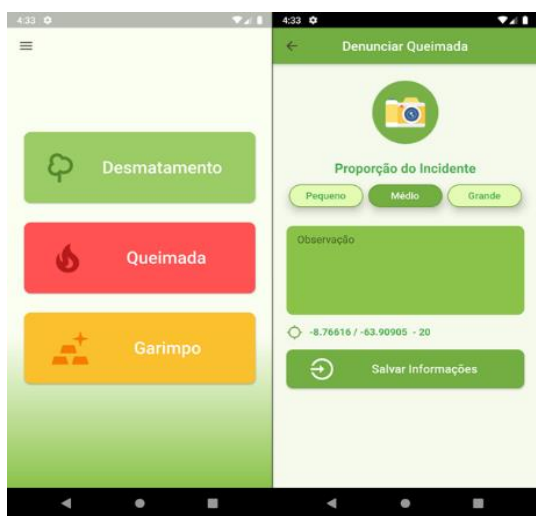 4:33
Desmatamento
Queimada
Garimpo
4:33
Denunciar Queimada
Proporção do Incidente
Pequeno Médio Grande
Observação
-8.76616 / -63.90905 - 20
Salvar Informações